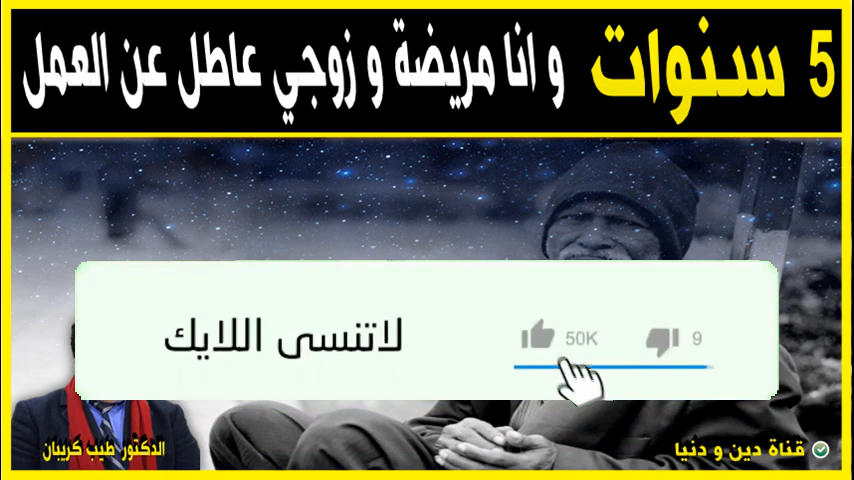 5 سنوات و انا مريضة و زوجي عاطل عن العمل
لاتنسى اللايك
50K
9
قناة دين و دنيا
الدكتور طيب كريبان